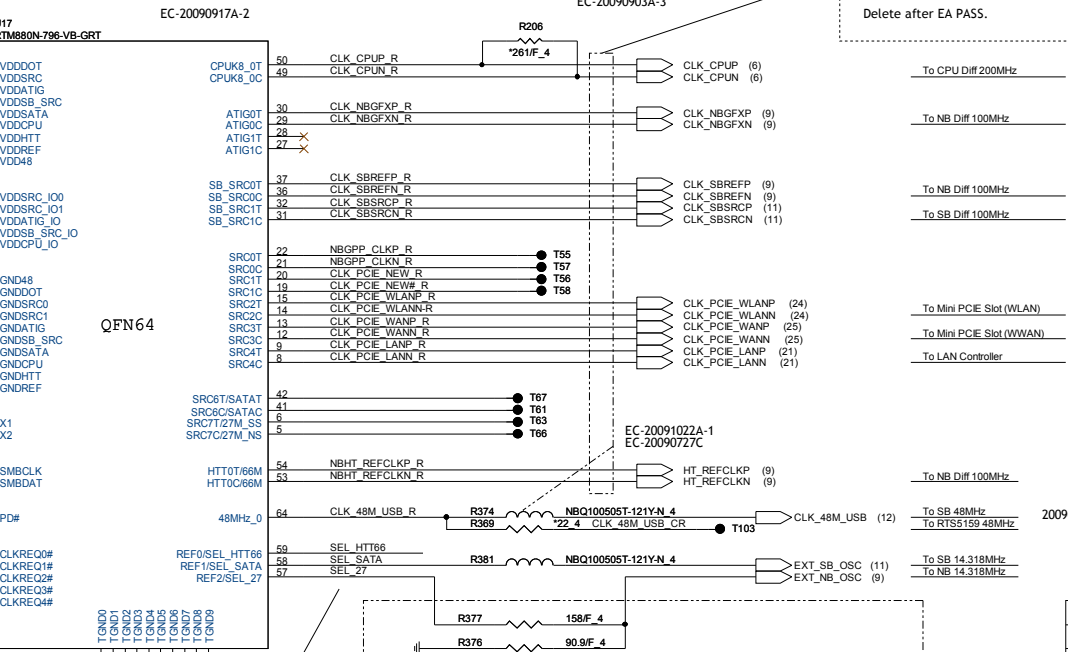 EC-20090917A-2
EC-20090903A-3
Delete after EA PASS.
J17
RTM880N-796-VB-GRT
R206
*261/F_4
VDDDOT
VDDSRC
VDDATIG
VDDSB_SRC
VDDSATA
VDDCPU
VDDHTT
VDDREF
VDD48
VDDSRC_IO0
VDDSRC_IO1
VDDATIG_IO
VDDSB_SRC_IO
VDDCPU_IO
GND48
GNDDOT
GNDSRC0
GNDSRC1
GNDATIG
GNDSB_SRC
GNDSATA
GNDCPU
GNDHTT
GNDREF
X1
X2
SMBCLK
SMBDAT
PD#
CLKREQ0#
CLKREQ1#
CLKREQ2#
CLKREQ3#
CLKREQ4#
QFN64
TGND0
TGND1
TGND2
TGND3
TGND4
TGND5
TGND6
TGND7
TGND8
TGND9
CPUK8_0T 50 CLK_CPUP_R CLK_CPUP (6)
CPUK8_0C 49 CLK_CPUN_R CLK_CPUN (6)
To CPU Diff 200MHz
ATIG0T 30 CLK_NBGFXP_R CLK_NBGFXP (9)
ATIG0C 29 CLK_NBGFXN_R CLK_NBGFXN (9)
To NB Diff 100MHz
ATIG1T 28
ATIG1C 27
SB_SRC0T 37 CLK_SBREFP_R CLK_SBREFP (9)
SB_SRC0C 36 CLK_SBREFN_R CLK_SBREFN (9)
To NB Diff 100MHz
SB_SRC1T 32 CLK_SBSRCP_R CLK_SBSRCP (11)
SB_SRC1C 31 CLK_SBSRCN_R CLK_SBSRCN (11)
To SB Diff 100MHz
SRC0T 22 NBGPP_CLKP_R T55
SRC0C 21 NBGPP_CLKN_R T57
SRC1T 20 CLK_PCIE_NEW_R T56
SRC1C 19 CLK_PCIE_NEW#_R T58
SRC2T 15 CLK_PCIE_WLANP_R CLK_PCIE_WLANP (24)
SRC2C 14 CLK_PCIE_WLANN-R CLK_PCIE_WLANN (24)
To Mini PCIE Slot (WLAN)
SRC3T 13 CLK_PCIE_WANP_R CLK_PCIE_WANP (25)
SRC3C 12 CLK_PCIE_WANN_R CLK_PCIE_WANN (25)
To Mini PCIE Slot (WWAN)
SRC4T 9 CLK_PCIE_LANP_R CLK_PCIE_LANP (21)
SRC4C 8 CLK_PCIE_LANN_R CLK_PCIE_LANN (21)
To LAN Controller
SRC6T/SATAT 42 T67
SRC6C/SATAC 41 T61
SRC7T/27M_SS 6 T63
SRC7C/27M_NS 5 T66
EC-20091022A-1
EC-20090727C
HTT0T/66M 54 NBHT_REFCLKP_R HT_REFCLKP (9)
HTT0C/66M 53 NBHT_REFCLKN_R HT_REFCLKN (9)
To NB Diff 100MHz
48MHz_0 64 CLK_48M_USB_R R374 NBQ100505T-121Y-N_4 CLK_48M_USB (12) To SB 48MHz
R369 *22_4 CLK_48M_USB_CR T103 To RTS5159 48MHz
2009
REF0/SEL_HTT66 59 SEL_HTT66
REF1/SEL_SATA 58 SEL_SATA R381 NBQ100505T-121Y-N_4 EXT_SB_OSC (11) To SB 14.318MHz
REF2/SEL_27 57 SEL_27 EXT_NB_OSC (9) To NB 14.318MHz
R377 158/F_4
R376 90.9/F_4